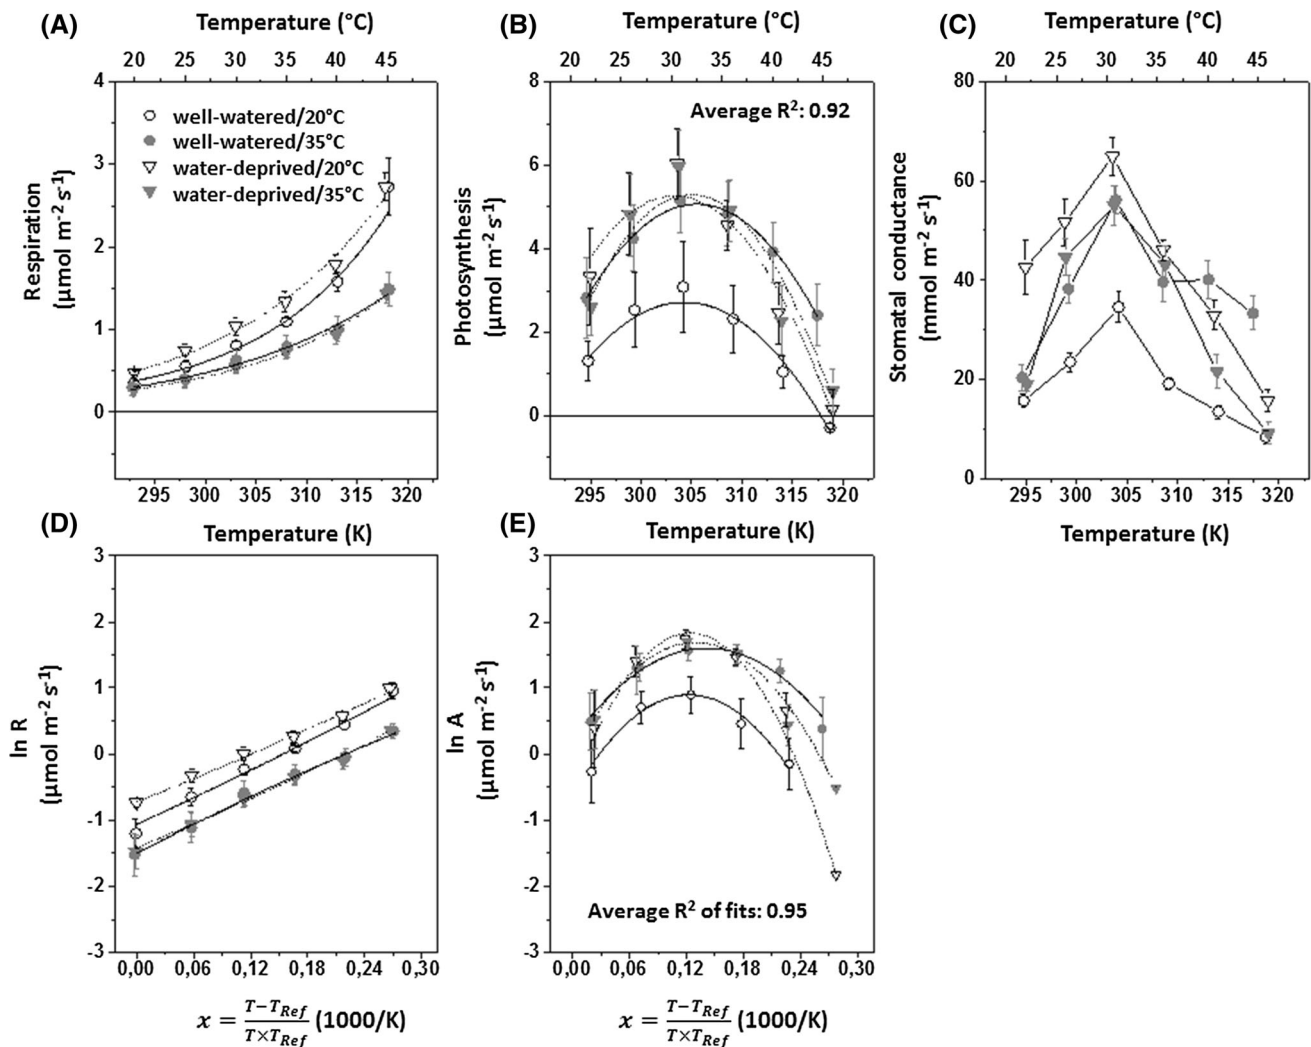 (A) Temperature (°C)
20 25 30 35 40 45
4
3
2
1
0
Respiration
(µmol m-2 s-1)
well-watered/20°C
well-watered/35°C
water-deprived/20°C
water-deprived/35°C
295 300 305 310 315 320
Temperature (K)
(B) Temperature (°C)
20 25 30 35 40 45
8
6
4
2
0
Photosynthesis
(µmol m-2 s-1)
Average R2: 0.92
295 300 305 310 315 320
Temperature (K)
(C) Temperature (°C)
20 25 30 35 40 45
80
60
40
20
0
Stomatal conductance
(mmol m-2 s-1)
295 300 305 310 315 320
Temperature (K)
(D)
3
2
1
0
-1
-2
-3
ln R
(µmol m-2 s-1)
0,00 0,06 0,12 0,18 0,24 0,30
x = T−TRef / T×TRef (1000/K)
(E)
3
2
1
0
-1
-2
-3
ln A
(µmol m-2 s-1)
Average R2 of fits: 0.95
0,00 0,06 0,12 0,18 0,24 0,30
x = T−TRef / T×TRef (1000/K)